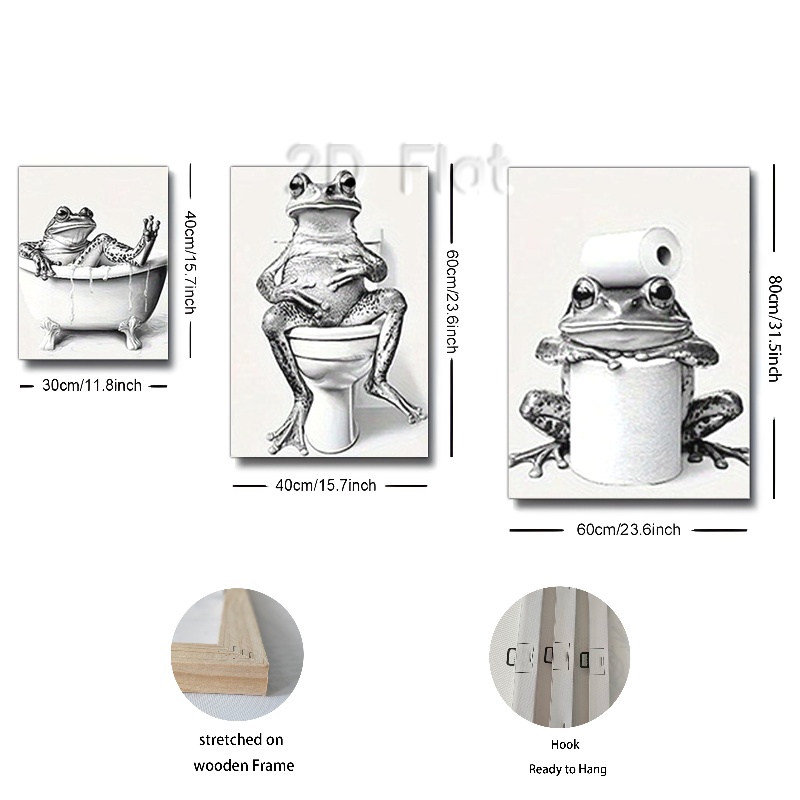 2D Flat
40cm/15.7inch
30cm/11.8inch
60cm/23.6inch
40cm/15.7inch
80cm/31.5inch
60cm/23.6inch
stretched on
wooden Frame
Hook
Ready to Hang